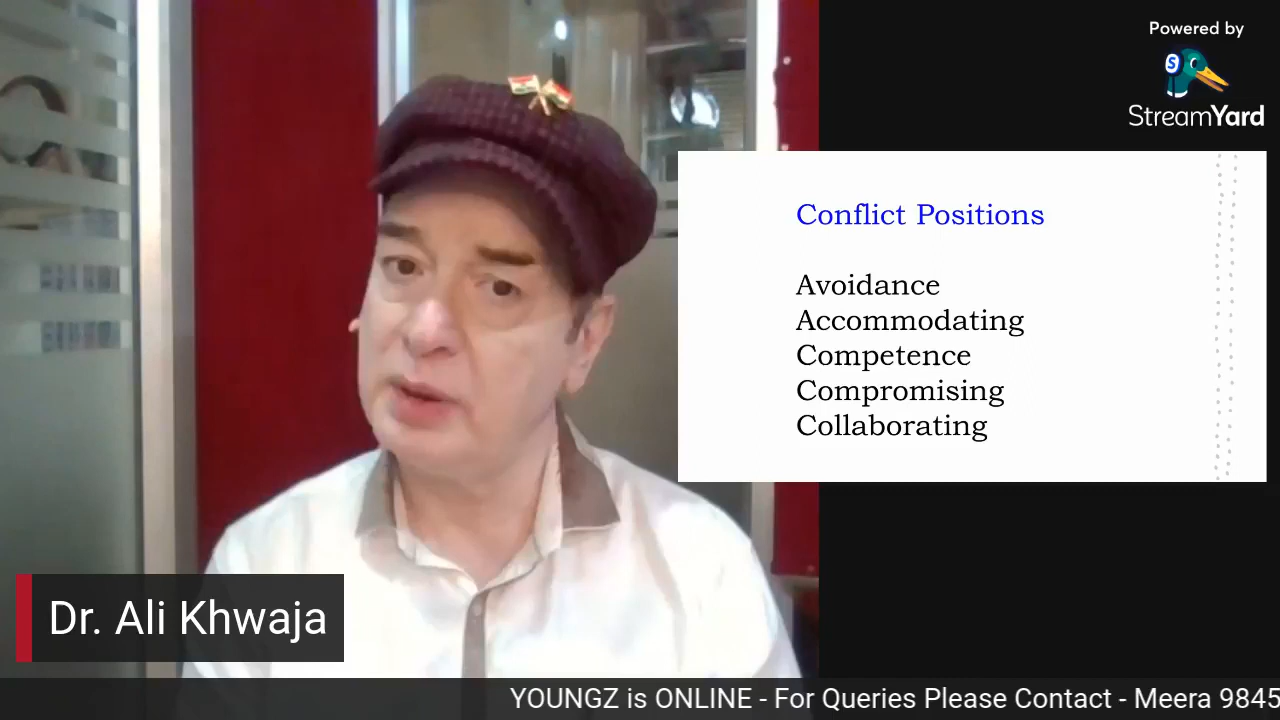 Powered by
StreamYard
Conflict Positions
Avoidance
Accommodating
Competence
Compromising
Collaborating
Dr. Ali Khwaja
YOUNGZ is ONLINE - For Queries Please Contact - Meera 9845